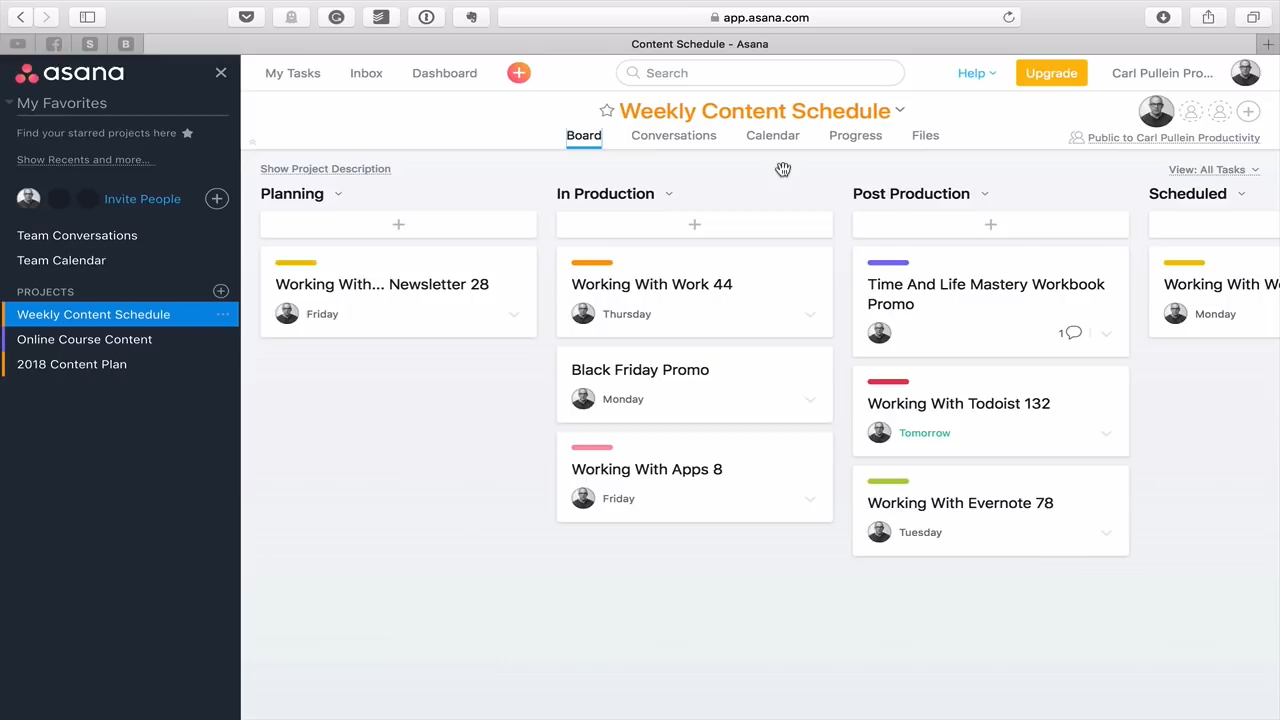 app.asana.com
S
B
Content Schedule - Asana
asana
My Tasks
Inbox
Dashboard
Search
Help
Upgrade
Carl Pullein Pro...
My Favorites
Find your starred projects here
Show Recents and more...
Invite People
Team Conversations
Team Calendar
PROJECTS
Weekly Content Schedule
Online Course Content
2018 Content Plan
Weekly Content Schedule
Board
Conversations
Calendar
Progress
Files
Public to Carl Pullein Productivity
Show Project Description
View: All Tasks
Planning
Working With... Newsletter 28
Friday
In Production
Working With Work 44
Thursday
Black Friday Promo
Monday
Working With Apps 8
Friday
Post Production
Time And Life Mastery Workbook
Promo
1
Working With Todoist 132
Tomorrow
Working With Evernote 78
Tuesday
Scheduled
Working With Wo
Monday